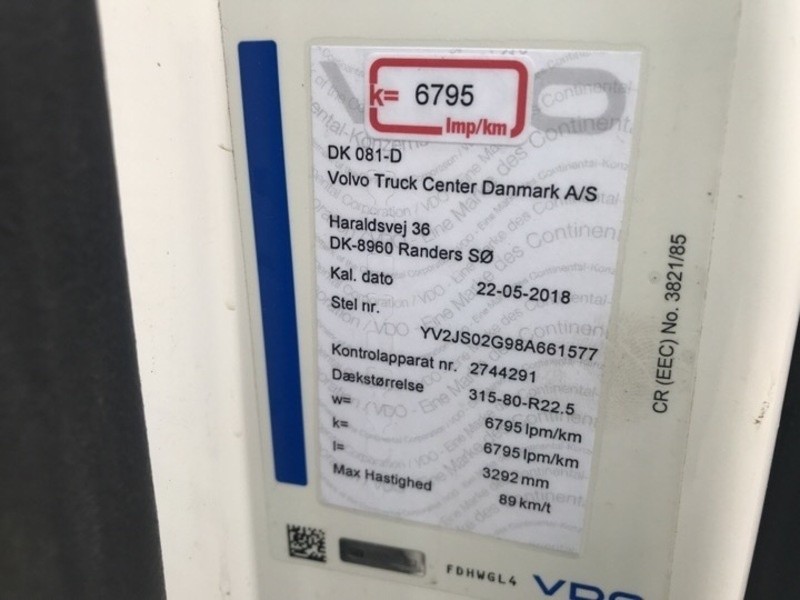 k= 6795
Imp/km
DK 081-D
Volvo Truck Center Danmark A/S
Haraldsvej 36
DK-8960 Randers SØ
Kal. dato 22-05-2018
Stel nr. YV2JS02G98A661577
Kontrolapparat nr. 2744291
Dækstørrelse 315-80-R22.5
w= 6795 lpm/km
k= 6795 lpm/km
l= 3292 mm
Max Hastighed 89 km/t
CR (EEC) No. 3821/85
FDHWGL4
VDO